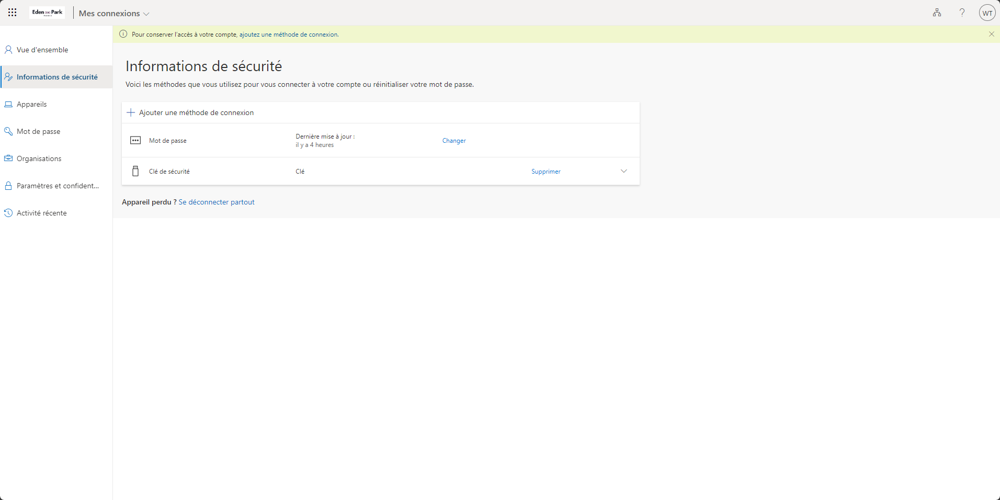 Eden Park
PARIS
Mes connexions
WT
Pour conserver l'accès à votre compte, ajoutez une méthode de connexion.
Vue d'ensemble
Informations de sécurité
Appareils
Mot de passe
Organisations
Paramètres et confident...
Activité récente
Informations de sécurité
Voici les méthodes que vous utilisez pour vous connecter à votre compte ou réinitialiser votre mot de passe.
Ajouter une méthode de connexion
Mot de passe
Dernière mise à jour :
il y a 4 heures
Changer
Clé de sécurité
Clé
Supprimer
Appareil perdu ? Se déconnecter partout